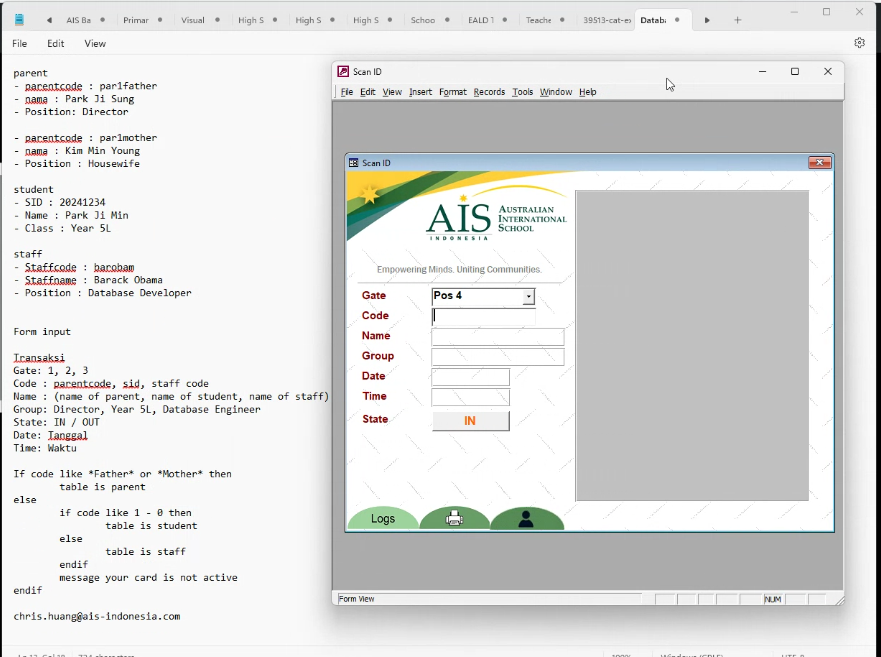 AIS Ba
Primar
Visual
High S
High S
High S
Schoo
EALD 1
Teache
39513-cat-ex
Databa
File Edit View
parent
- parentcode : par1father
- nama : Park Ji Sung
- Position: Director
- parentcode : par1mother
- nama : Kim Min Young
- Position : Housewife
student
- SID : 20241234
- Name : Park Ji Min
- Class : Year 5L
staff
- Staffcode : barobam
- Staffname : Barack Obama
- Position : Database Developer
Form input
Transaksi
Gate: 1, 2, 3
Code : parentcode, sid, staff code
Name : (name of parent, name of student, name of staff)
Group: Director, Year 5L, Database Engineer
State: IN / OUT
Date: Tanggal
Time: Waktu
If code like *Father* or *Mother* then
table is parent
else
if code like 1 - 0 then
table is student
else
table is staff
endif
message your card is not active
endif
chris.huang@ais-indonesia.com
Scan ID
File Edit View Insert Format Records Tools Window Help
Scan ID
AIS
INDONESIA
AUSTRALIAN
INTERNATIONAL
SCHOOL
Empowering Minds. Uniting Communities.
Gate Pos 4
Code
Name
Group
Date
Time
State IN
Logs
Form View NUM